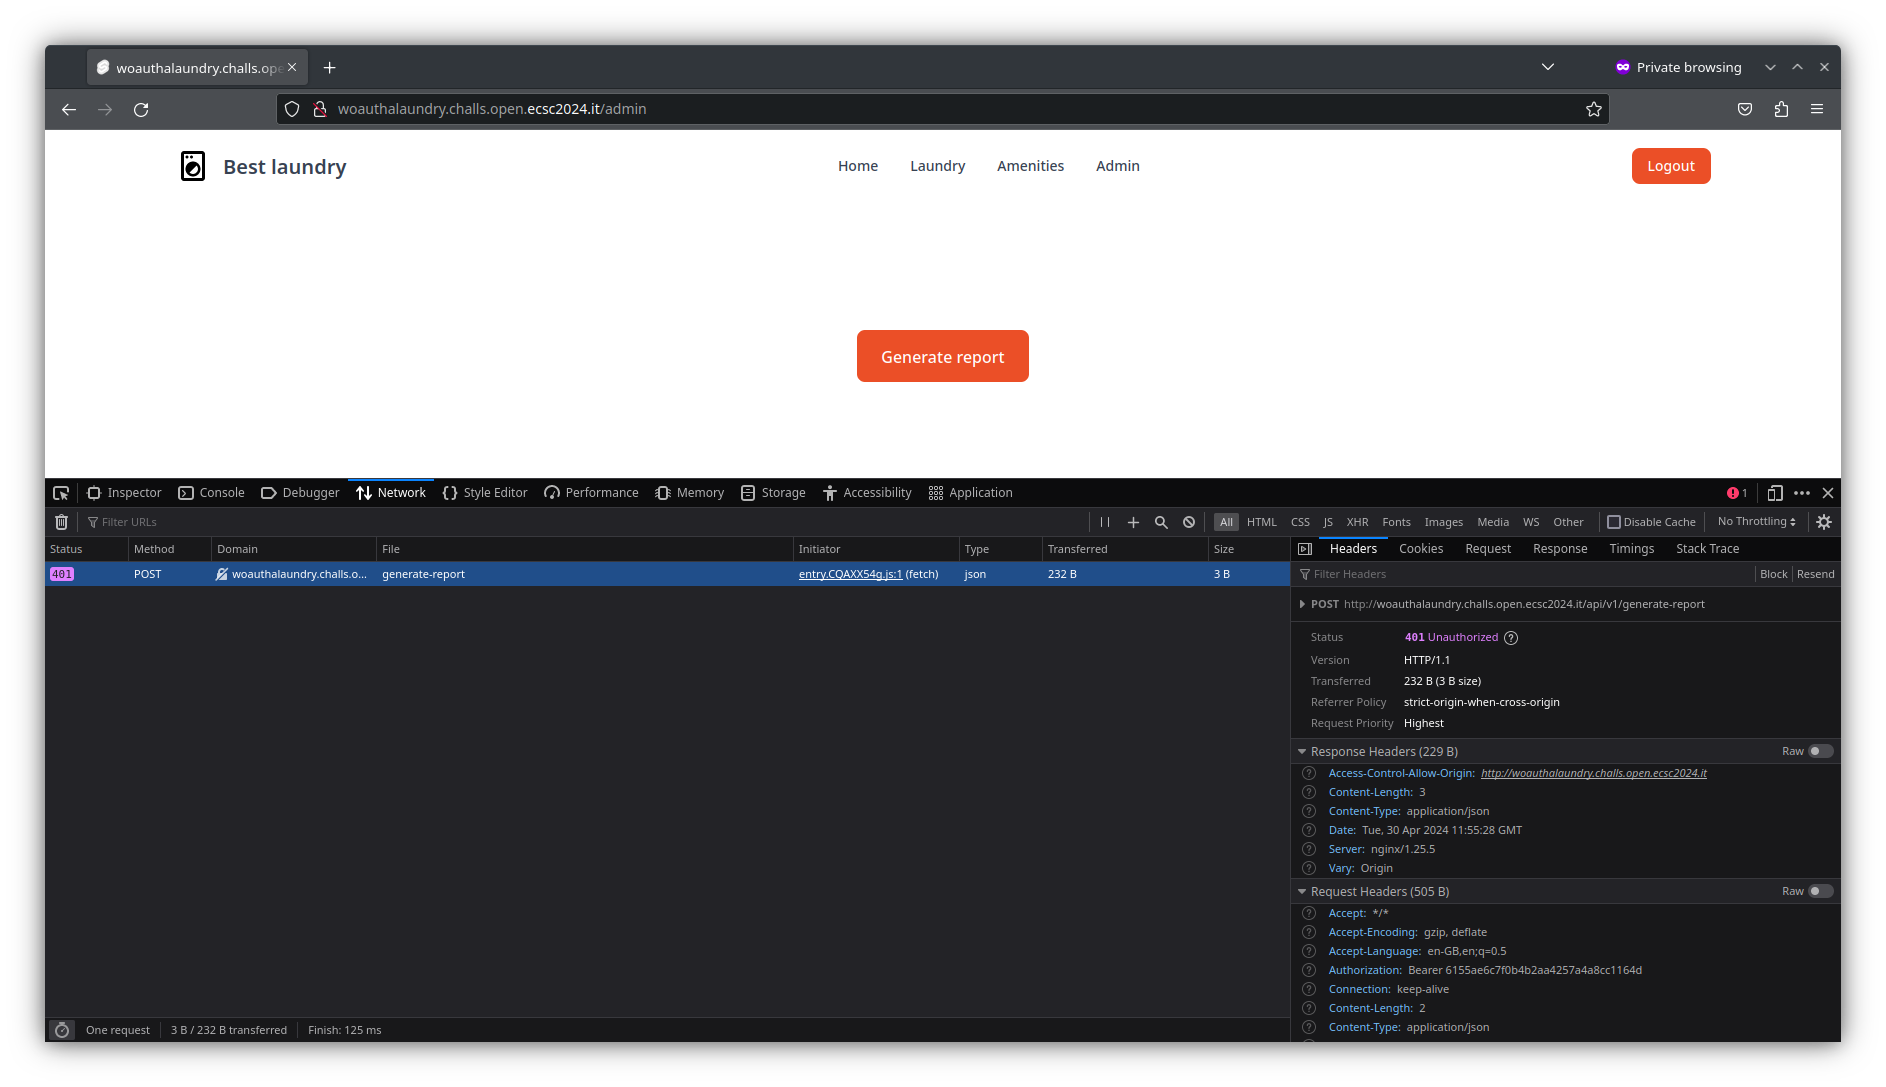 woauthalaundry.challs.ope
Private browsing
woauthalaundry.challs.open.ecsc2024.it/admin
Best laundry
Home Laundry Amenities Admin
Logout
Generate report
Inspector Console Debugger Network Style Editor Performance Memory Storage Accessibility Application
1
Filter URLs
All HTML CSS JS XHR Fonts Images Media WS Other Disable Cache No Throttling
Status Method Domain File Initiator Type Transferred Size
401 POST woauthalaundry.challs.o... generate-report entry.CQAXX54g.js:1 (fetch) json 232 B 3 B
Headers Cookies Request Response Timings Stack Trace
Filter Headers Block Resend
POST http://woauthalaundry.challs.open.ecsc2024.it/api/v1/generate-report
Status 401 Unauthorized ?
Version HTTP/1.1
Transferred 232 B (3 B size)
Referrer Policy strict-origin-when-cross-origin
Request Priority Highest
Response Headers (229 B) Raw
? Access-Control-Allow-Origin: http://woauthalaundry.challs.open.ecsc2024.it
? Content-Length: 3
? Content-Type: application/json
? Date: Tue, 30 Apr 2024 11:55:28 GMT
? Server: nginx/1.25.5
? Vary: Origin
Request Headers (505 B) Raw
? Accept: */*
? Accept-Encoding: gzip, deflate
? Accept-Language: en-GB,en;q=0.5
? Authorization: Bearer 6155ae6c7f0b4b2aa4257a4a8cc1164d
? Connection: keep-alive
? Content-Length: 2
? Content-Type: application/json
One request 3 B / 232 B transferred Finish: 125 ms